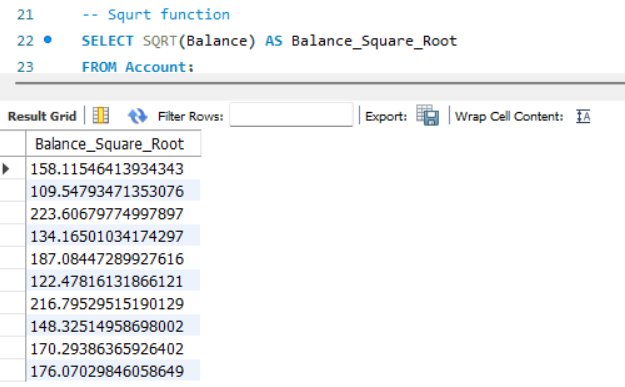 21 -- Squrt function
22 SELECT SQRT(Balance) AS Balance_Square_Root
23 FROM Account;
Result Grid Filter Rows: Export: Wrap Cell Content:
Balance_Square_Root
158.11546413934343
109.54793471353076
223.60679774997897
134.16501034174297
187.08447289927616
122.47816131866121
216.79529515190129
148.32514958698002
170.29386365926402
176.07029846058649